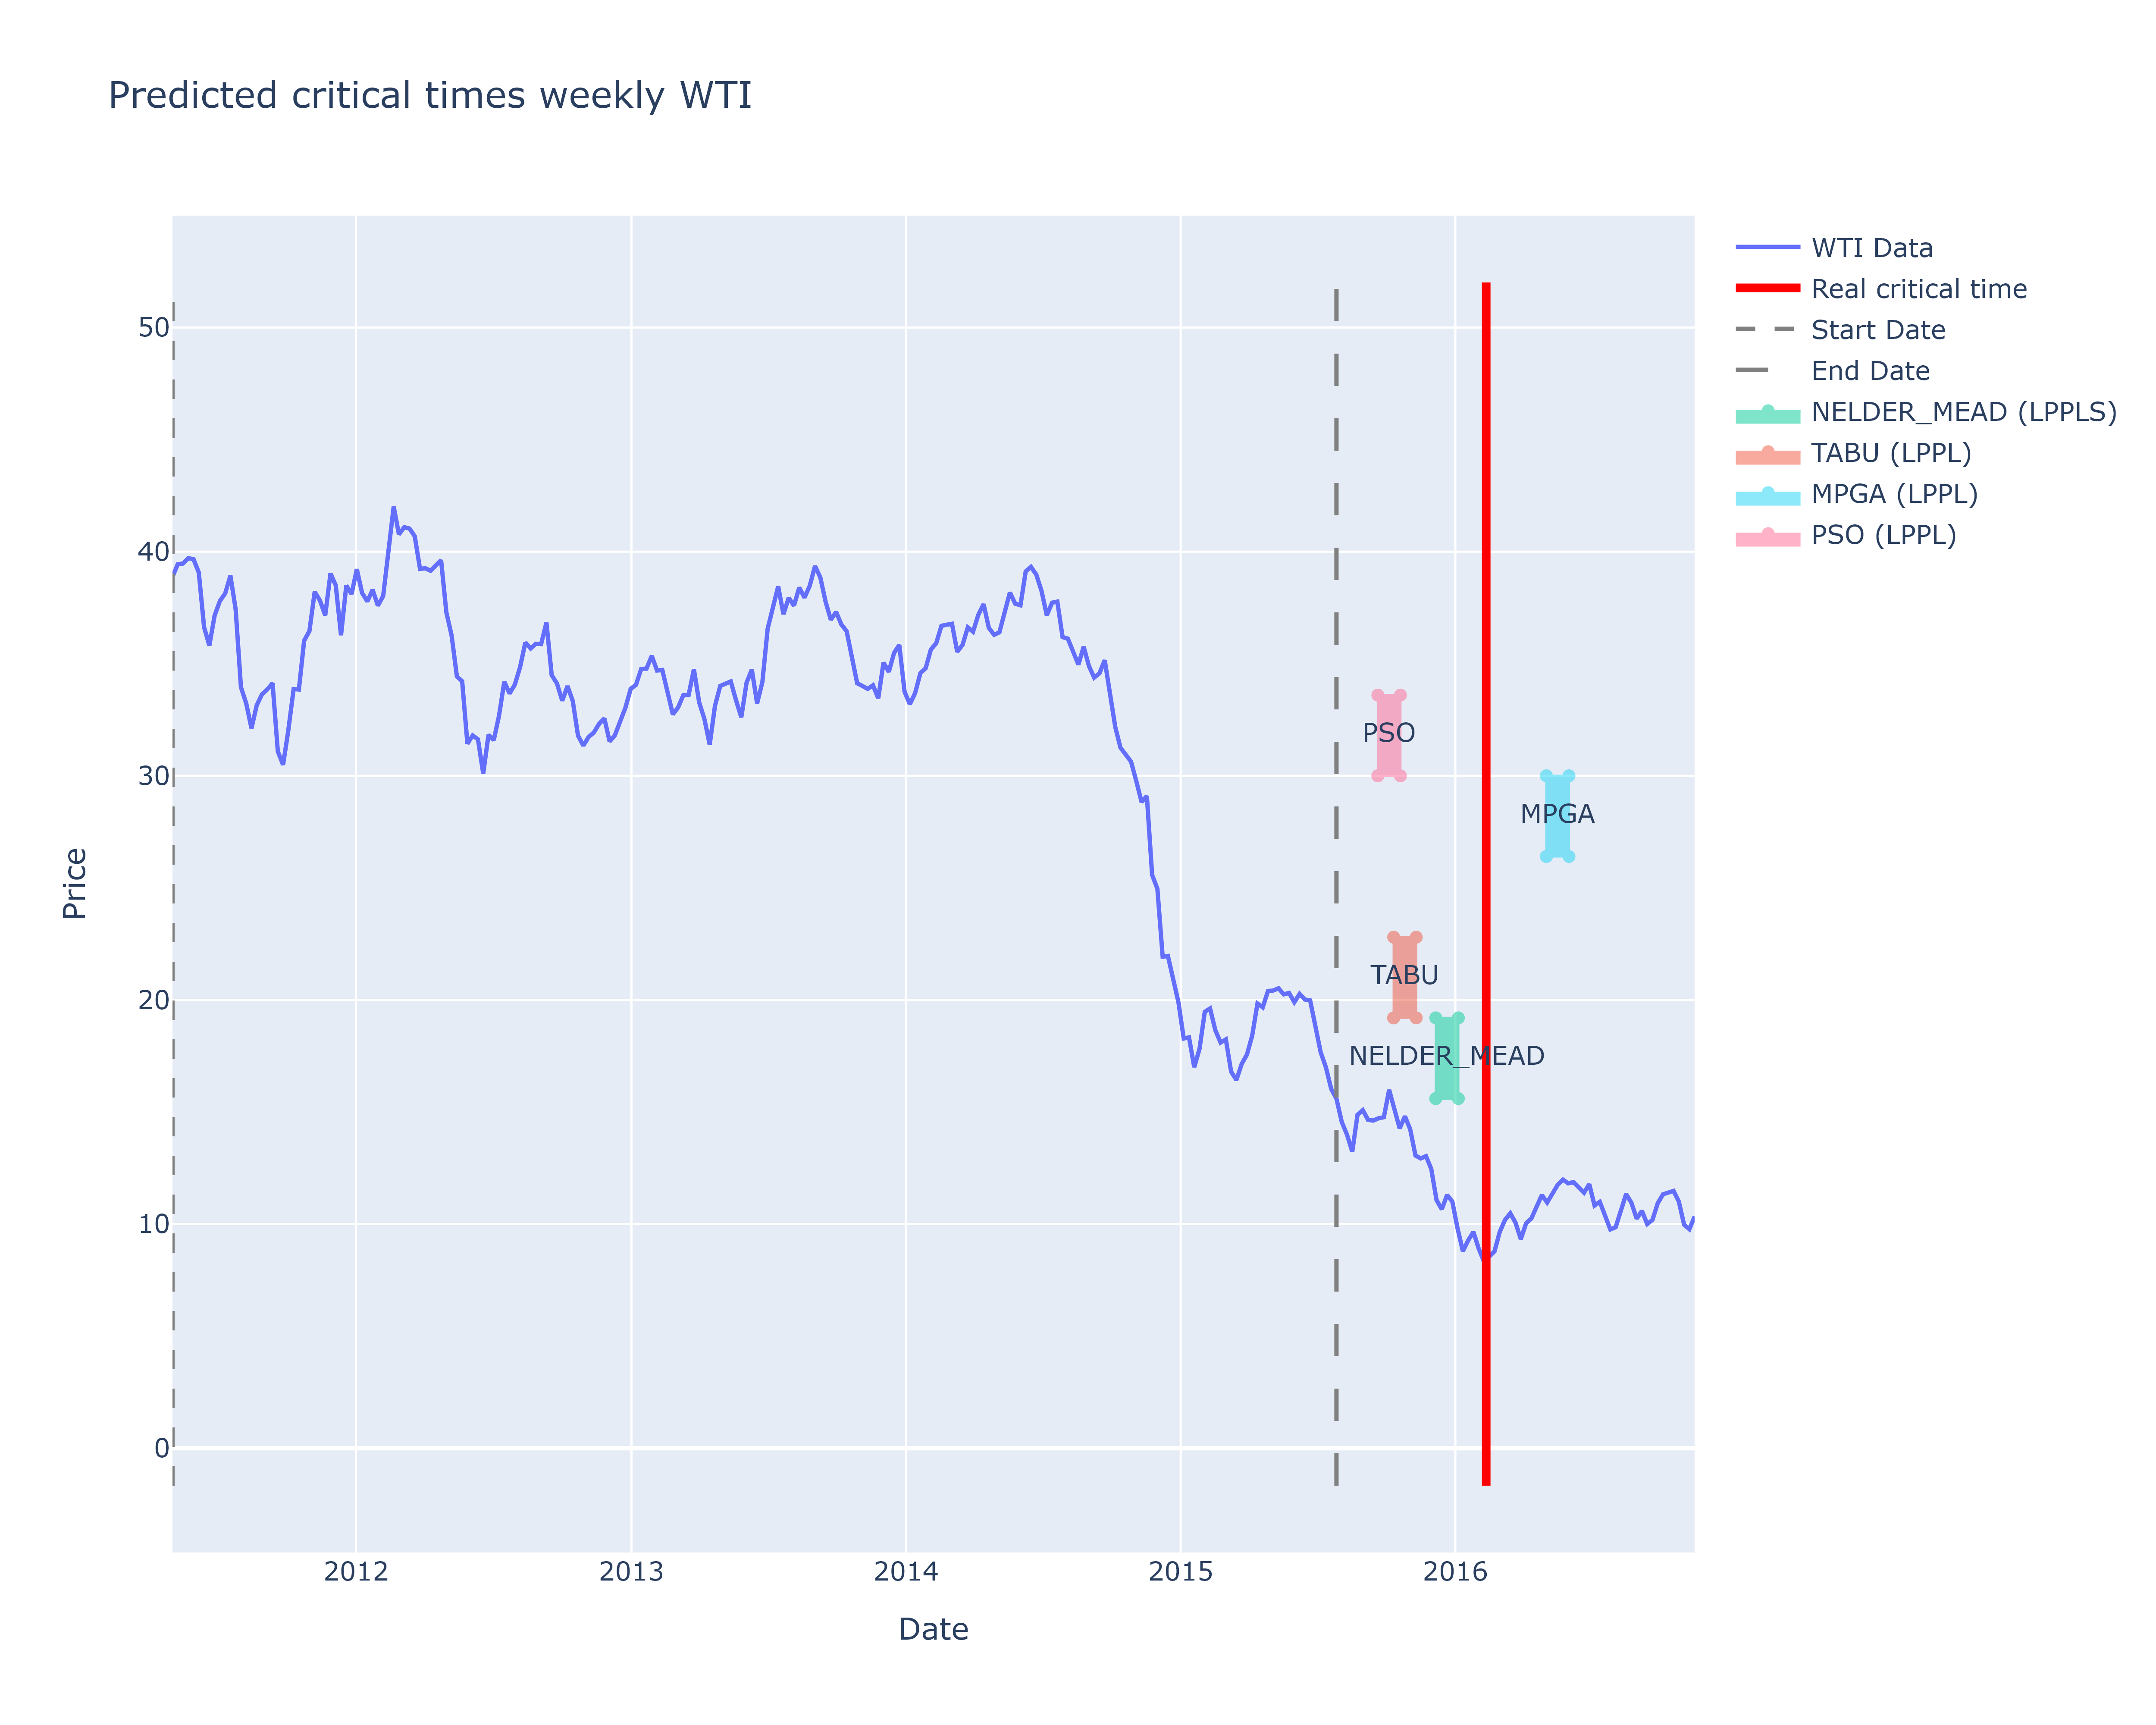 Predicted critical times weekly WTI
WTI Data
Real critical time
Start Date
End Date
NELDER_MEAD (LPPLS)
TABU (LPPL)
MPGA (LPPL)
PSO (LPPL)
50
40
30
20
10
0
Price
PSO
MPGA
TABU
NELDER_MEAD
2012
2013
2014
2015
2016
Date